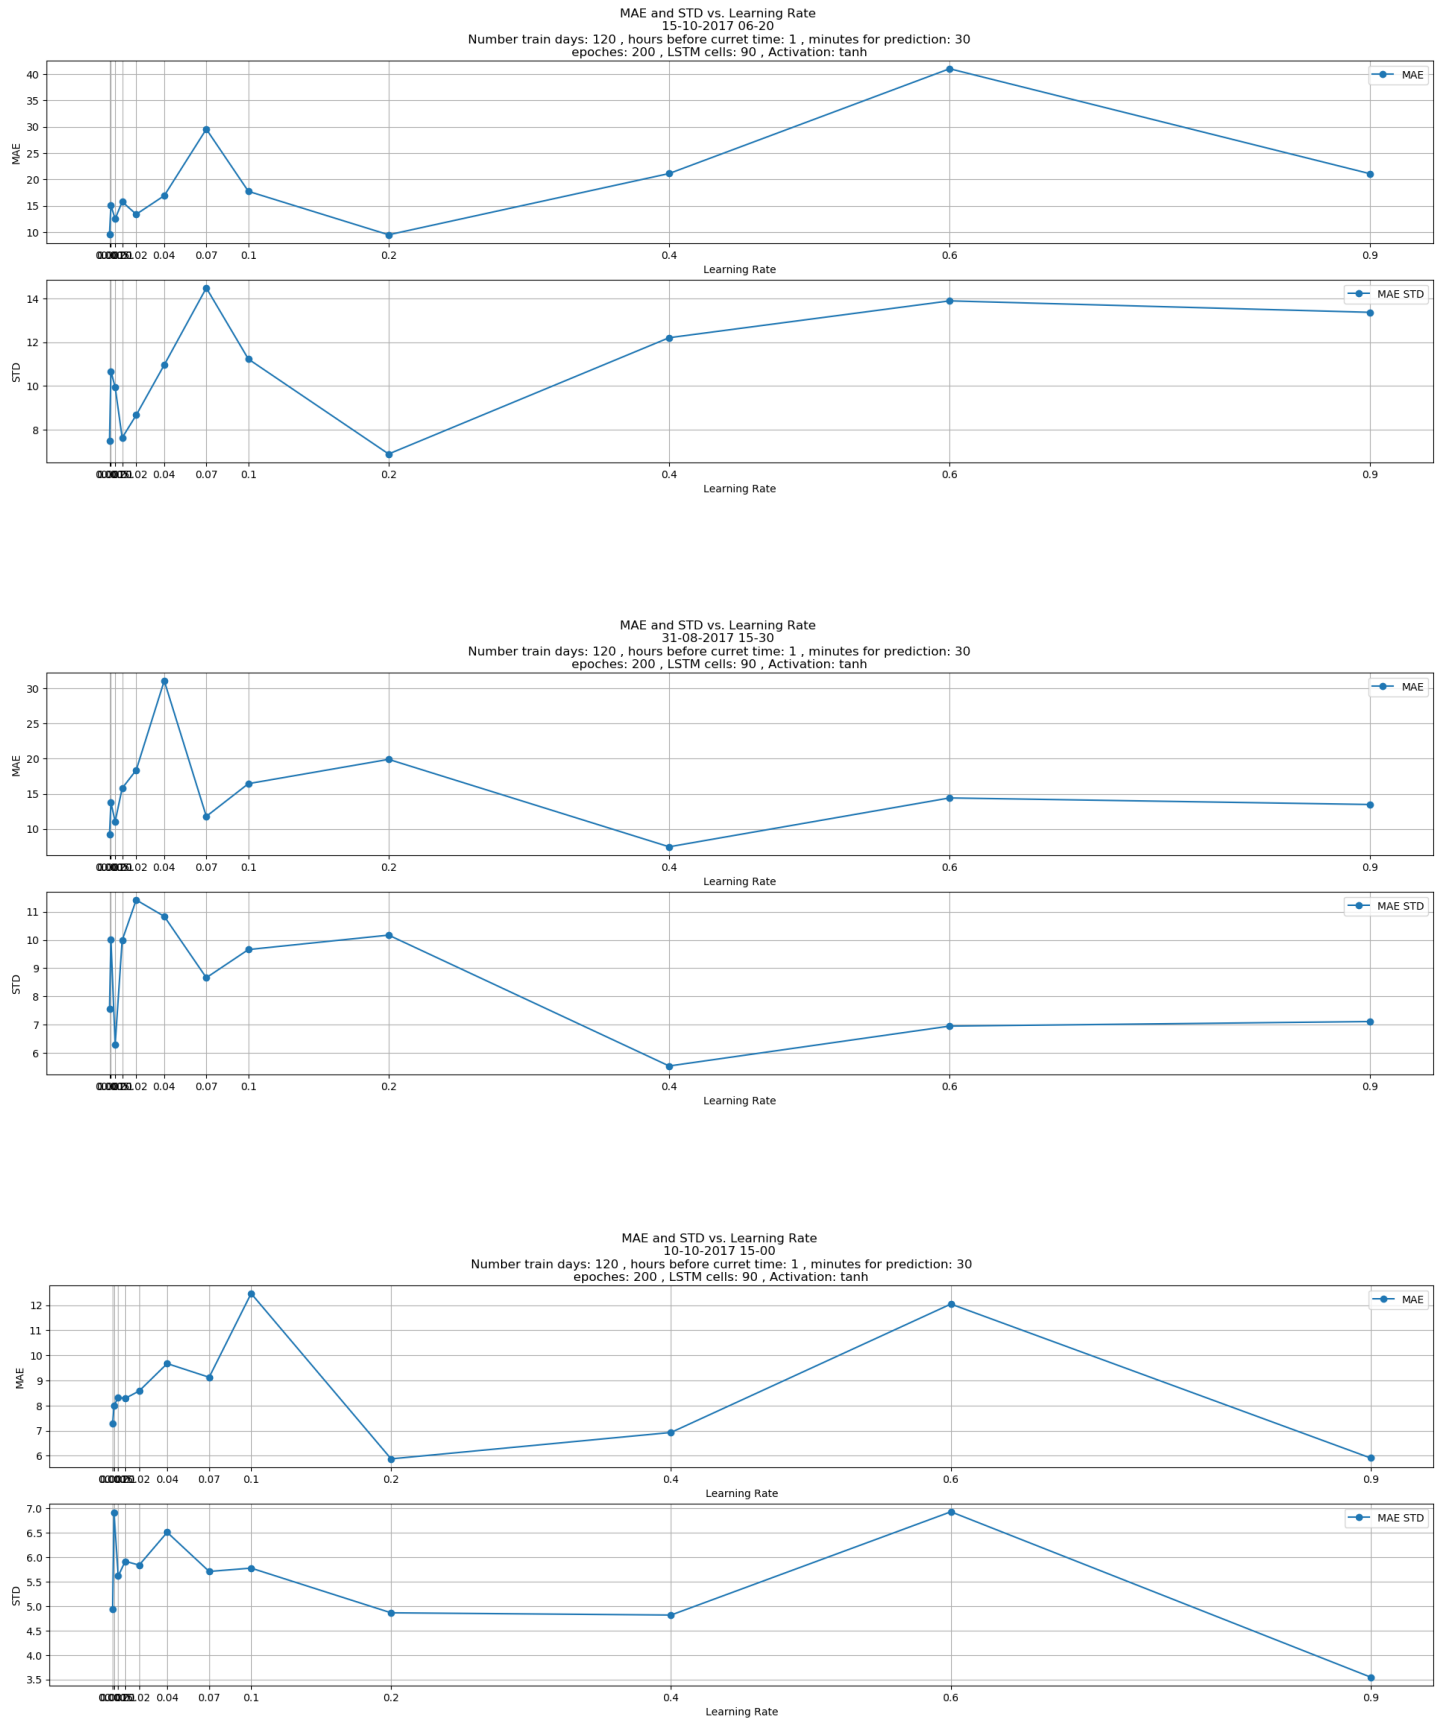 MAE and STD vs. Learning Rate
15-10-2017 06-20
Number train days: 120 , hours before curret time: 1 , minutes for prediction: 30
epoches: 200 , LSTM cells: 90 , Activation: tanh
MAE
40
35
30
25
20
15
10
MAE
0.02 0.04 0.07 0.1 0.2 0.4 0.6 0.9
Learning Rate
MAE STD
14
12
10
8
STD
0.02 0.04 0.07 0.1 0.2 0.4 0.6 0.9
Learning Rate
MAE and STD vs. Learning Rate
31-08-2017 15-30
Number train days: 120 , hours before curret time: 1 , minutes for prediction: 30
epoches: 200 , LSTM cells: 90 , Activation: tanh
MAE
30
25
20
15
10
MAE
0.02 0.04 0.07 0.1 0.2 0.4 0.6 0.9
Learning Rate
MAE STD
11
10
9
8
7
6
STD
0.02 0.04 0.07 0.1 0.2 0.4 0.6 0.9
Learning Rate
MAE and STD vs. Learning Rate
10-10-2017 15-00
Number train days: 120 , hours before curret time: 1 , minutes for prediction: 30
epoches: 200 , LSTM cells: 90 , Activation: tanh
MAE
12
11
10
9
8
7
6
MAE
0.02 0.04 0.07 0.1 0.2 0.4 0.6 0.9
Learning Rate
MAE STD
7.0
6.5
6.0
5.5
5.0
4.5
4.0
3.5
STD
0.02 0.04 0.07 0.1 0.2 0.4 0.6 0.9
Learning Rate